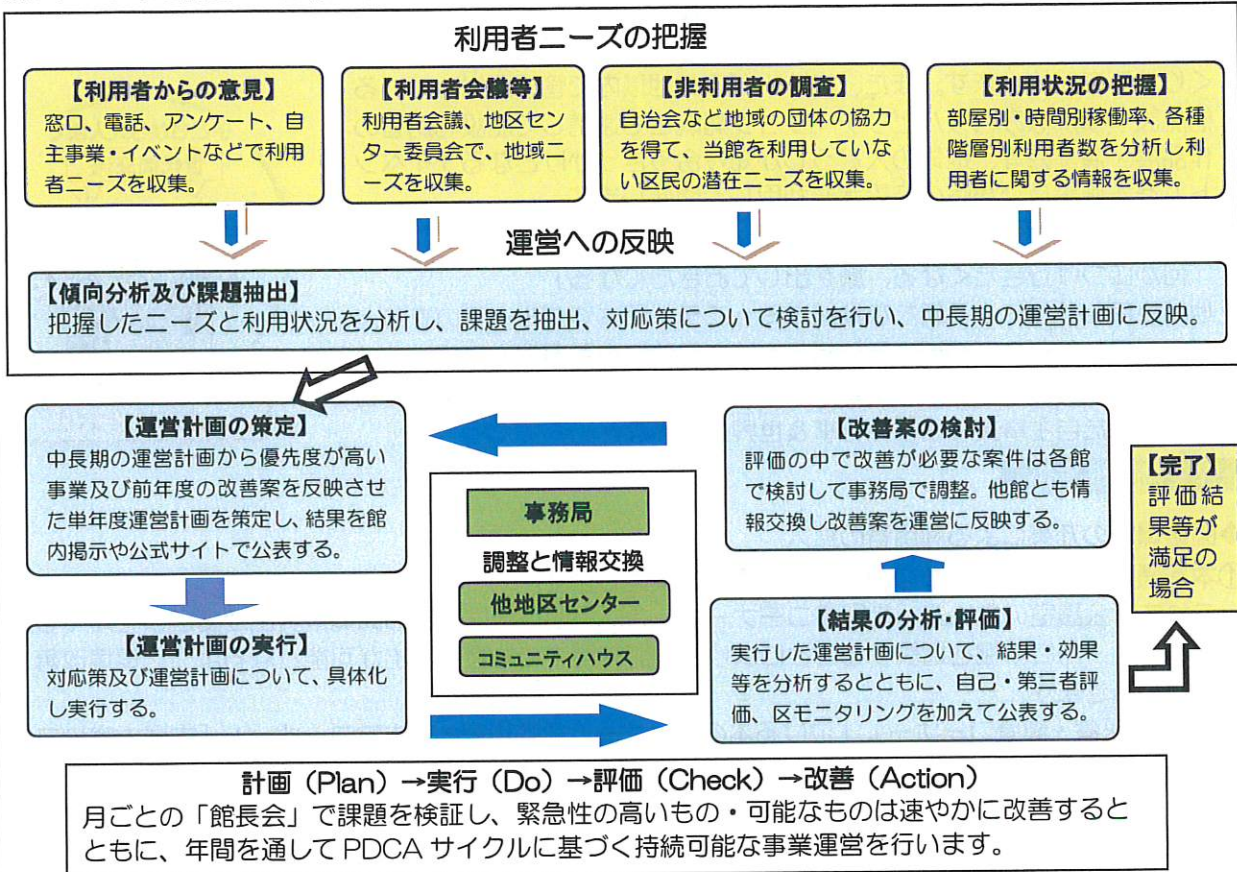 利用者ニーズの把握
【利用者からの意見】
窓口、電話、アンケート、自
主事業・イベントなどで利用
者ニーズを収集。
【利用者会議等】
利用者会議、地区セン
ター委員会で、地域ニ
ーズを収集。
【非利用者の調査】
自治会など地域の団体の協力
を得て、当館を利用していな
い区民の潜在ニーズを収集。
【利用状況の把握】
部屋別・時間別稼働率、各種
階層別利用者数を分析し利
用者に関する情報を収集。
運営への反映
【傾向分析及び課題抽出】
把握したニーズと利用状況を分析し、課題を抽出、対応策について検討を行い、中長期の運営計画に反映。
【運営計画の策定】
中長期の運営計画から優先度が高い
事業及び前年度の改善案を反映させ
た単年度運営計画を策定し、結果を館
内掲示や公式サイトで公表する。
【運営計画の実行】
対応策及び運営計画について、具体化
し実行する。
事務局
調整と情報交換
他地区センター
コミュニティハウス
【改善案の検討】
評価の中で改善が必要な案件は各館
で検討して事務局で調整。他館とも情
報交換し改善案を運営に反映する。
【結果の分析・評価】
実行した運営計画について、結果・効果
等を分析するとともに、自己・第三者評
価、区モニタリングを加えて公表する。
【完了】
評価結
果等が
満足の
場合
計画（Plan）→実行（Do）→評価（Check）→改善（Action）
月ごとの「館長会」で課題を検証し、緊急性の高いもの・可能なものは速やかに改善すると
ともに、年間を通して PDCA サイクルに基づく持続可能な事業運営を行います。